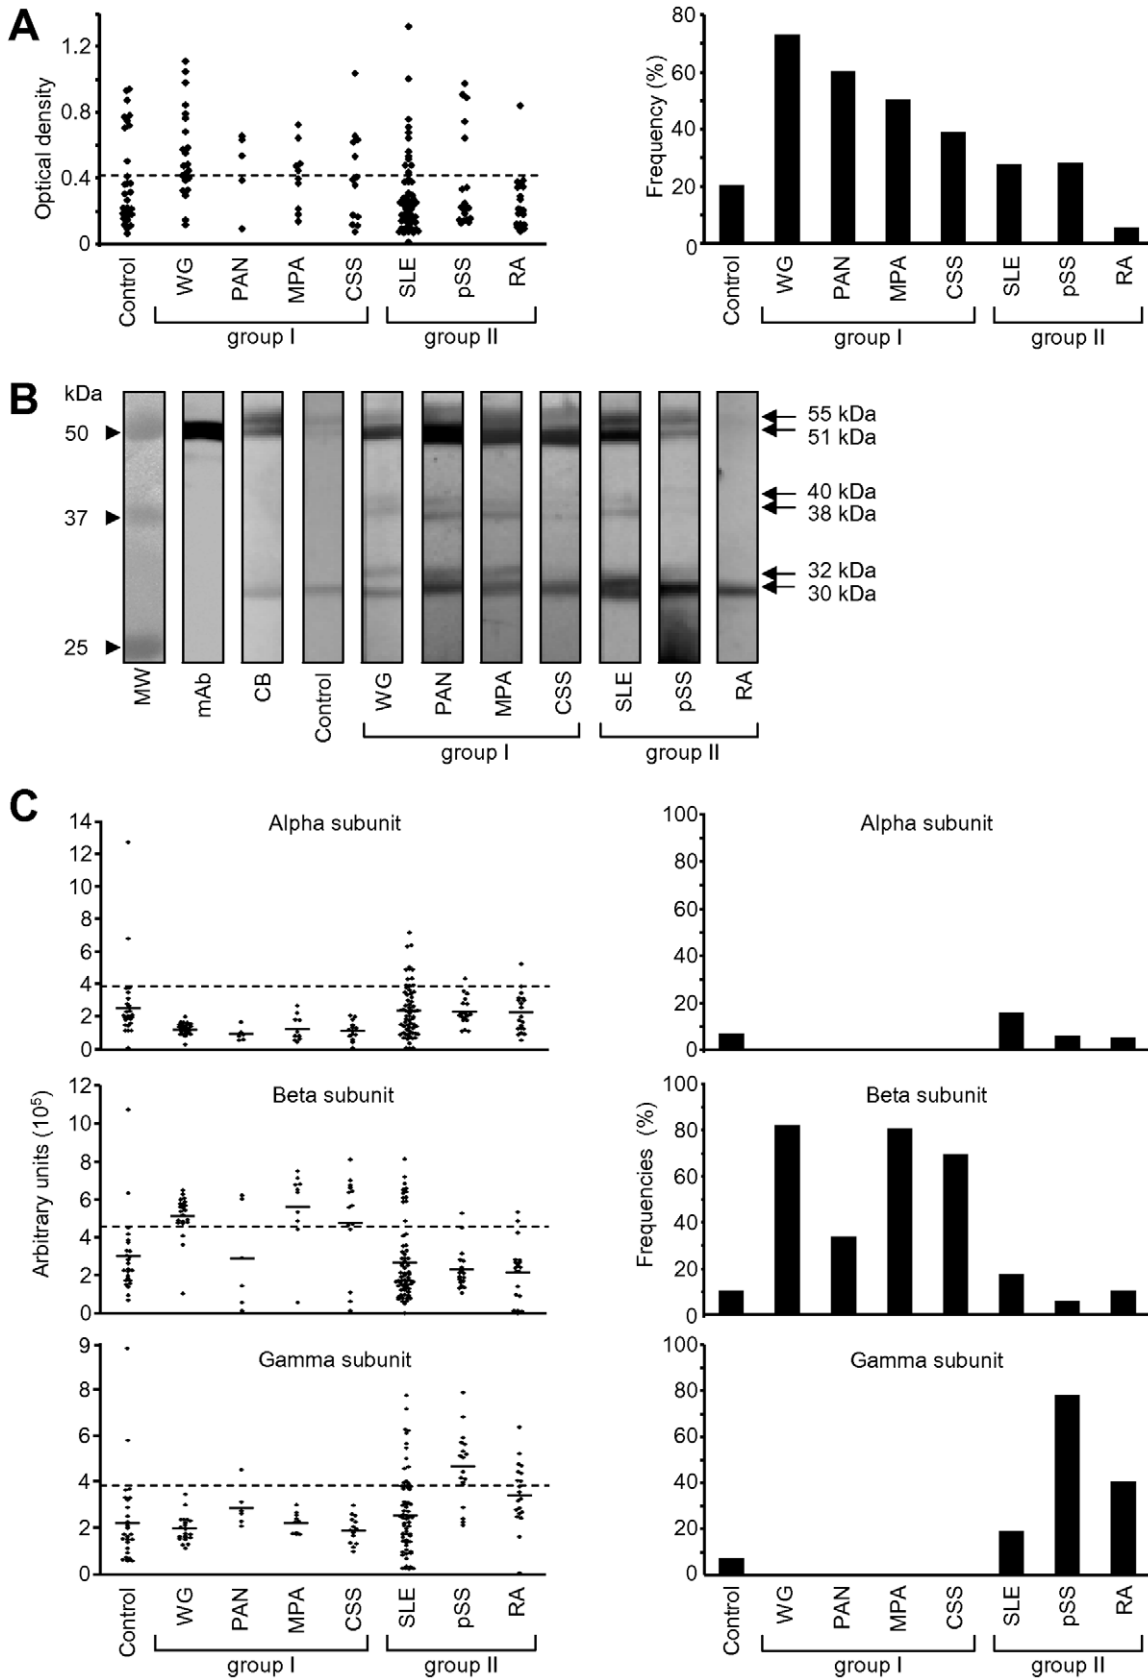 A
Optical density
1.2
0.8
0.4
0
Control
WG
PAN
MPA
CSS
SLE
pSS
RA
group I
group II
Frequency (%)
80
60
40
20
0
Control
WG
PAN
MPA
CSS
SLE
pSS
RA
group I
group II
B
kDa
50
37
25
55 kDa
51 kDa
40 kDa
38 kDa
32 kDa
30 kDa
MW
mAb
CB
Control
WG
PAN
MPA
CSS
SLE
pSS
RA
group I
group II
C
Arbitrary units (10⁵)
Alpha subunit
14
12
10
8
6
4
2
0
Alpha subunit
100
80
60
40
20
0
Beta subunit
12
10
8
6
4
2
0
Frequencies (%)
Beta subunit
100
80
60
40
20
0
Gamma subunit
9
8
6
4
2
0
Control
WG
PAN
MPA
CSS
SLE
pSS
RA
group I
group II
Gamma subunit
100
80
60
40
20
0
Control
WG
PAN
MPA
CSS
SLE
pSS
RA
group I
group II